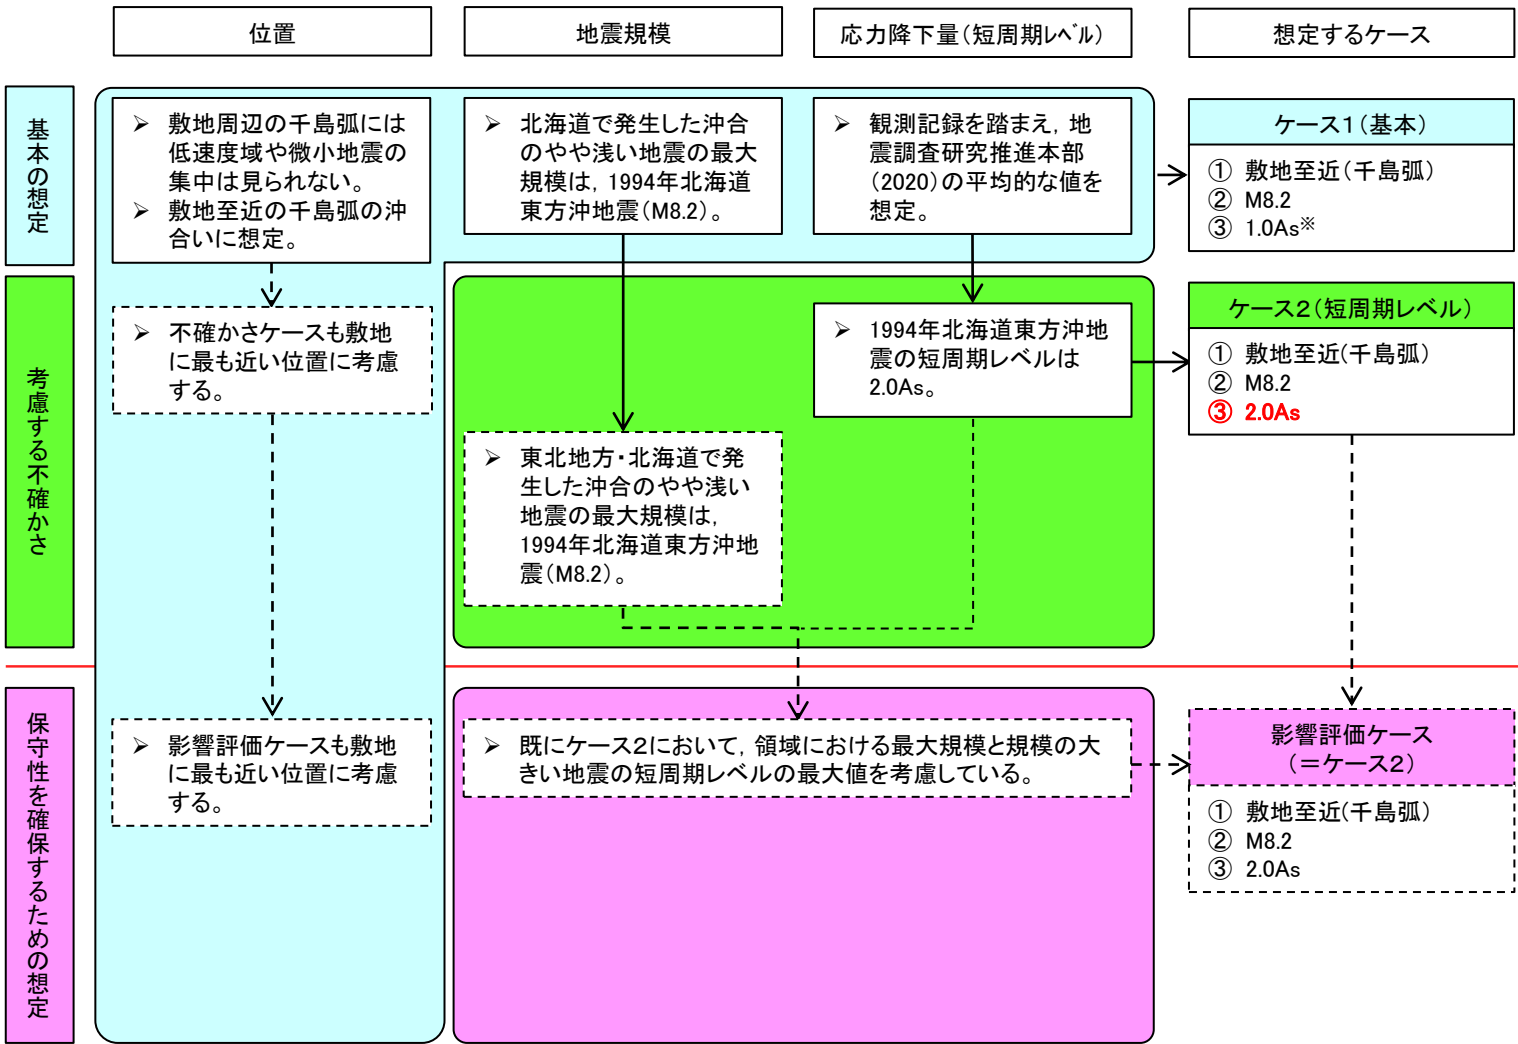 位置
地震規模
応力降下量(短周期ﾚﾍﾞﾙ)
想定するケース
基本の想定
➢ 敷地周辺の千島弧には
低速度域や微小地震の
集中は見られない。
➢ 敷地至近の千島弧の沖
合いに想定。
➢ 北海道で発生した沖合
のやや浅い地震の最大
規模は，1994年北海道
東方沖地震(M8.2)。
➢ 観測記録を踏まえ，地
震調査研究推進本部
(2020)の平均的な値を
想定。
ケース1(基本)
① 敷地至近(千島弧)
② M8.2
③ 1.0As※
考慮する不確かさ
➢ 不確かさケースも敷地
に最も近い位置に考慮
する。
➢ 東北地方・北海道で発
生した沖合のやや浅い
地震の最大規模は，
1994年北海道東方沖地
震(M8.2)。
➢ 1994年北海道東方沖地
震の短周期レベルは
2.0As。
ケース2(短周期レベル)
① 敷地至近(千島弧)
② M8.2
③ 2.0As
保守性を確保するための想定
➢ 影響評価ケースも敷地
に最も近い位置に考慮
する。
➢ 既にケース2において，領域における最大規模と規模の大
きい地震の短周期レベルの最大値を考慮している。
影響評価ケース
(＝ケース2)
① 敷地至近(千島弧)
② M8.2
③ 2.0As